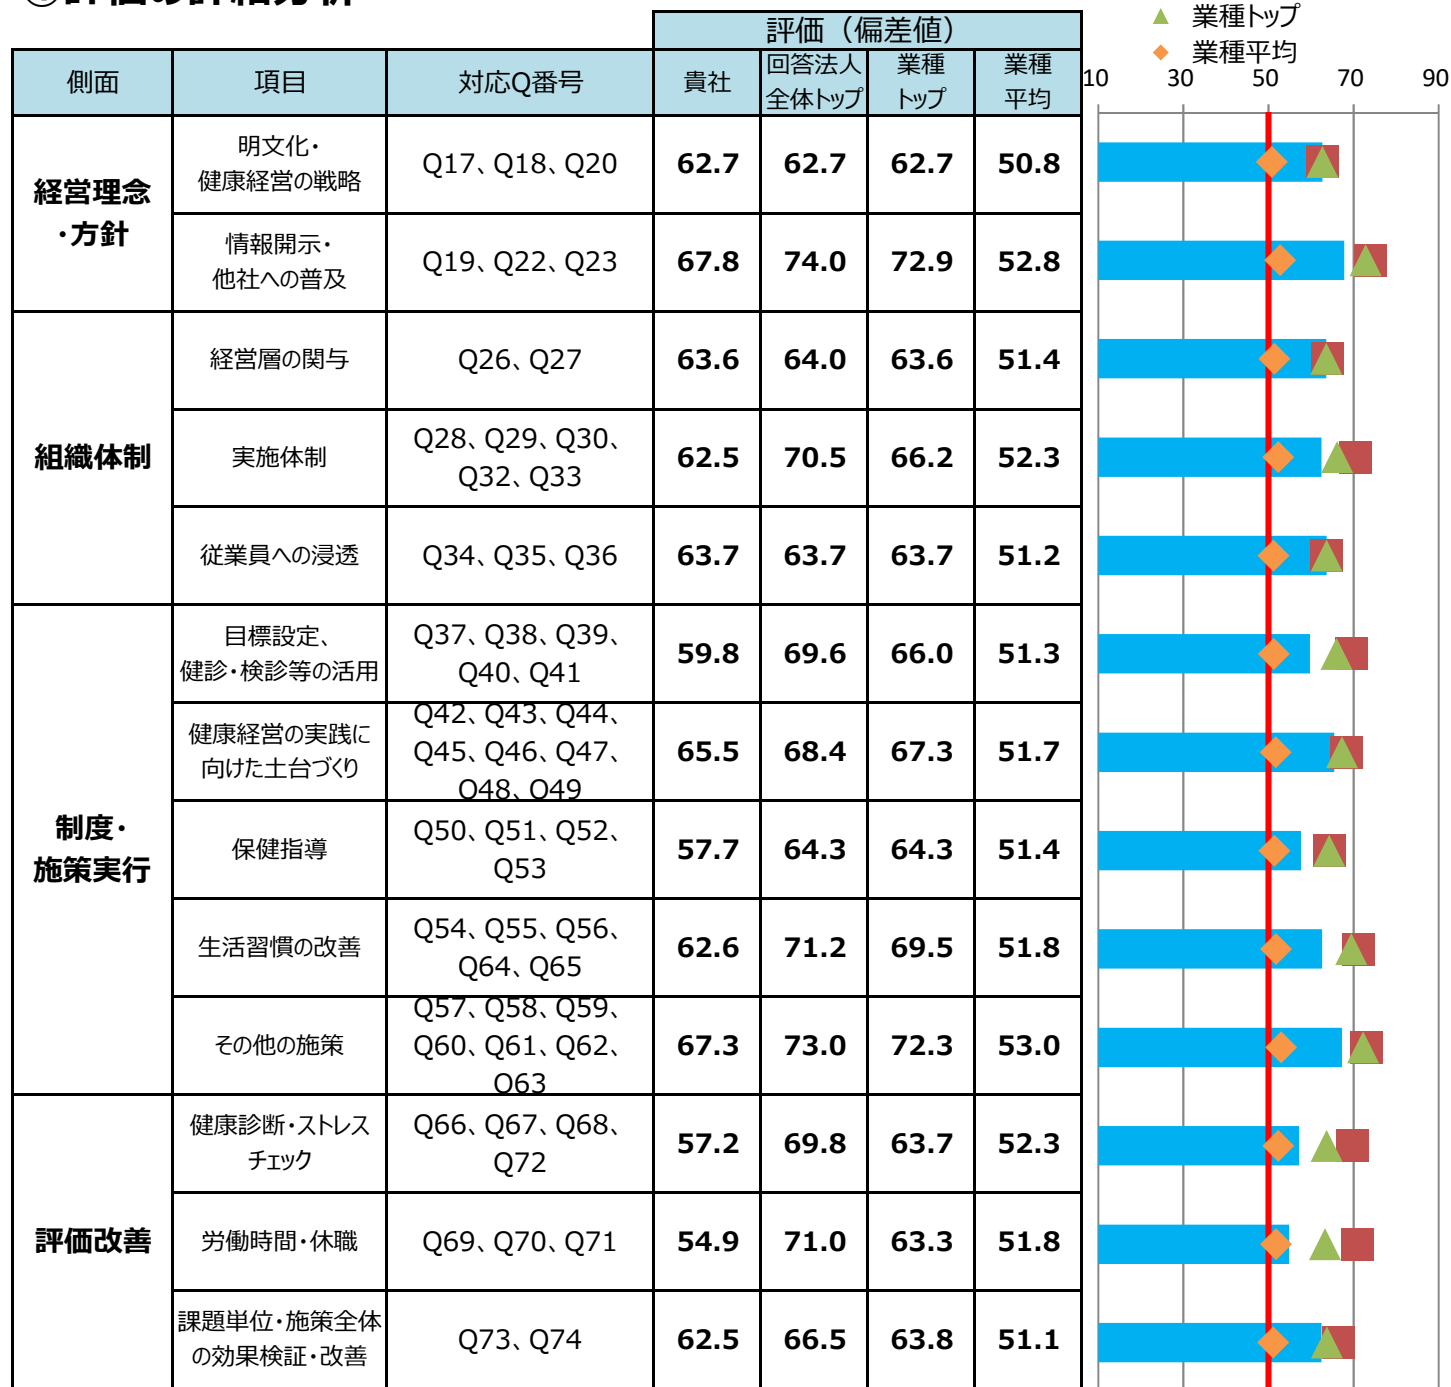 ②評価の詳細分析
▲ 業種トップ
◆ 業種平均
評価（偏差値）
側面 項目 対応Q番号 貴社 回答法人 業種 業種
全体トップ トップ 平均
10 30 50 70 90
経営理念
・方針
明文化・
健康経営の戦略
Q17、Q18、Q20 62.7 62.7 62.7 50.8
情報開示・
他社への普及
Q19、Q22、Q23 67.8 74.0 72.9 52.8
組織体制
経営層の関与 Q26、Q27 63.6 64.0 63.6 51.4
実施体制
Q28、Q29、Q30、
Q32、Q33
62.5 70.5 66.2 52.3
従業員への浸透 Q34、Q35、Q36 63.7 63.7 63.7 51.2
制度・
施策実行
目標設定、
健診・検診等の活用
Q37、Q38、Q39、
Q40、Q41
59.8 69.6 66.0 51.3
健康経営の実践に
向けた土台づくり
Q42、Q43、Q44、
Q45、Q46、Q47、
Q48、Q49
65.5 68.4 67.3 51.7
保健指導
Q50、Q51、Q52、
Q53
57.7 64.3 64.3 51.4
生活習慣の改善
Q54、Q55、Q56、
Q64、Q65
62.6 71.2 69.5 51.8
その他の施策
Q57、Q58、Q59、
Q60、Q61、Q62、
Q63
67.3 73.0 72.3 53.0
評価改善
健康診断・ストレス
チェック
Q66、Q67、Q68、
Q72
57.2 69.8 63.7 52.3
労働時間・休職 Q69、Q70、Q71 54.9 71.0 63.3 51.8
課題単位・施策全体
の効果検証・改善
Q73、Q74 62.5 66.5 63.8 51.1